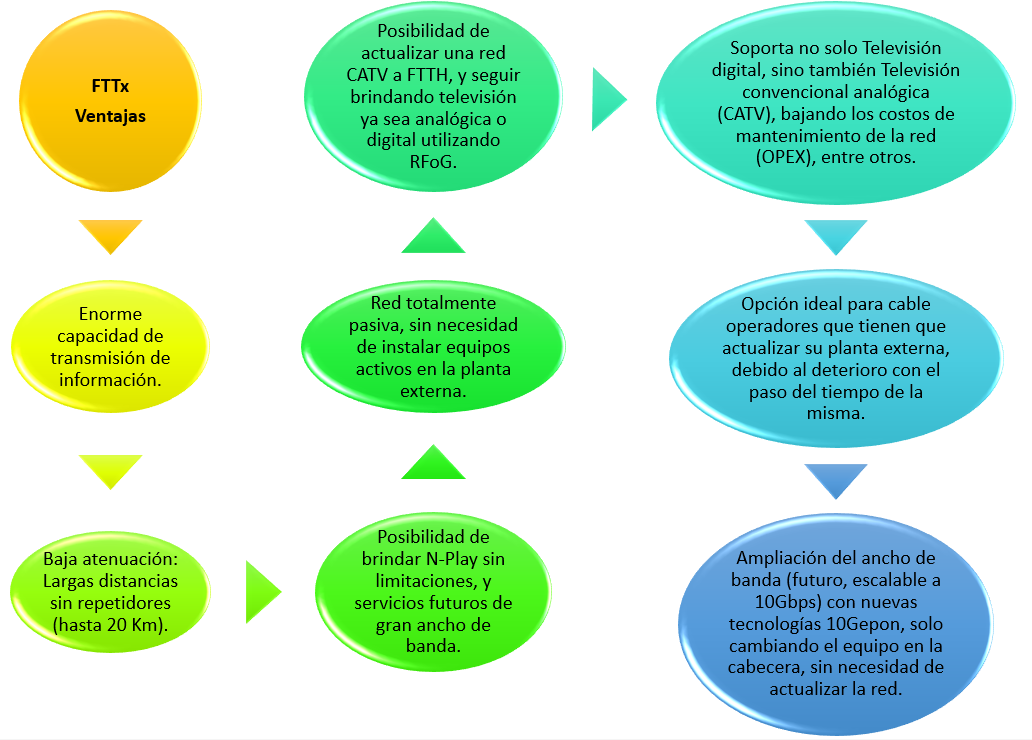 FTTx
Ventajas
Enorme
capacidad de
transmisión de
información.
Baja atenuación:
Largas distancias
sin repetidores
(hasta 20 Km).
Posibilidad de
brindar N-Play sin
limitaciones, y
servicios futuros de
gran ancho de
banda.
Red totalmente
pasiva, sin necesidad
de instalar equipos
activos en la planta
externa.
Posibilidad de
actualizar una red
CATV a FTTH, y seguir
brindando televisión
ya sea analógica o
digital utilizando
RFoG.
Soporta no solo Televisión
digital, sino también Televisión
convencional analógica
(CATV), bajando los costos de
mantenimiento de la red
(OPEX), entre otros.
Opción ideal para cable
operadores que tienen que
actualizar su planta externa,
debido al deterioro con el
paso del tiempo de la
misma.
Ampliación del ancho de
banda (futuro, escalable a
10Gbps) con nuevas
tecnologías 10Gepon, solo
cambiando el equipo en la
cabecera, sin necesidad de
actualizar la red.